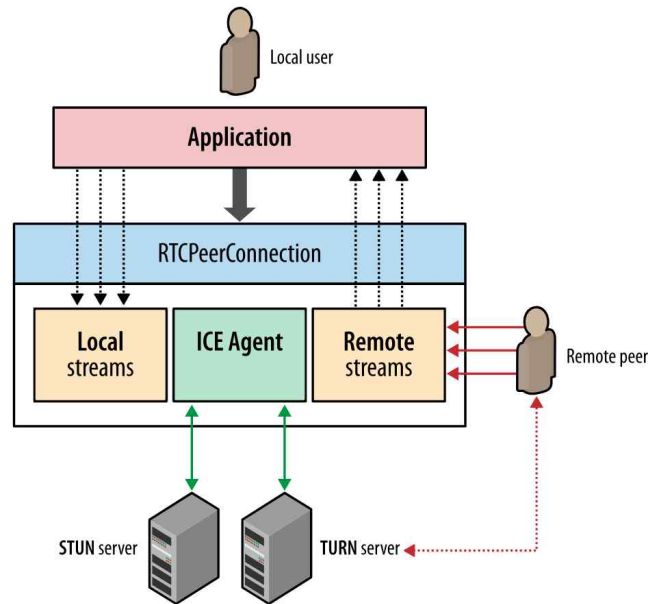 Local user
Application
RTCPeerConnection
Local
streams
ICE Agent
Remote
streams
Remote peer
STUN server
TURN server